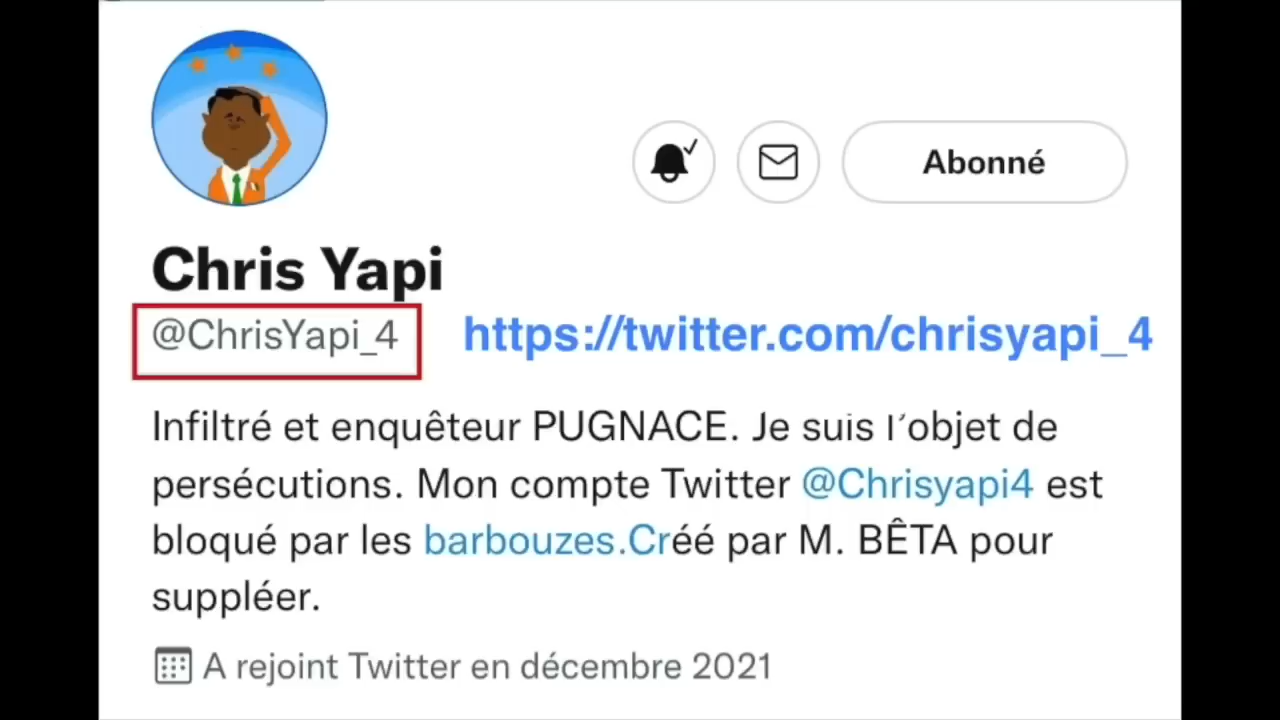 Abonné
Chris Yapi
@ChrisYapi_4
https://twitter.com/chrisyapi_4
Infiltré et enquêteur PUGNACE. Je suis l'objet de
persécutions. Mon compte Twitter @Chrisyapi4 est
bloqué par les barbouzes.Créé par M. BÊTA pour
suppléer.
A rejoint Twitter en décembre 2021